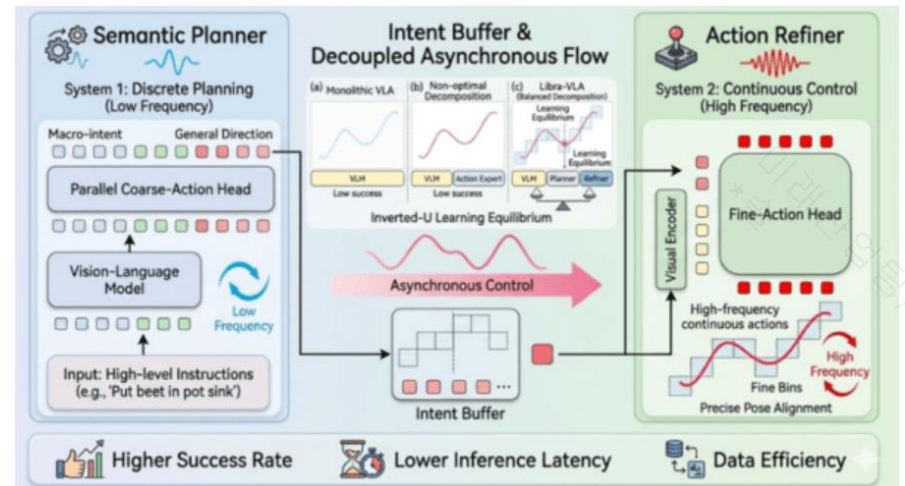 Semantic Planner
System 1: Discrete Planning
(Low Frequency)
Macro-intent
General Direction
Parallel Coarse-Action Head
Vision-Language
Model
Low
Frequency
Input: High-level Instructions
(e.g., 'Put beet in pot sink')
Intent Buffer &
Decoupled Asynchronous Flow
(a) Monolithic VLA
(b) Non-optimal
Decomposition
(c) Libra-VLA
(Balanced Decomposition)
Learning
Equilibrium
Learning
Equilibrium
VLM
Low success
VLM
Action Expert
Low success
VLM
Planner
Refiner
Inverted-U Learning Equilibrium
Asynchronous Control
Intent Buffer
Action Refiner
System 2: Continuous Control
(High Frequency)
Visual Encoder
Fine-Action Head
High-frequency
continuous actions
High
Frequency
Fine Bins
Precise Pose Alignment
Higher Success Rate
Lower Inference Latency
Data Efficiency